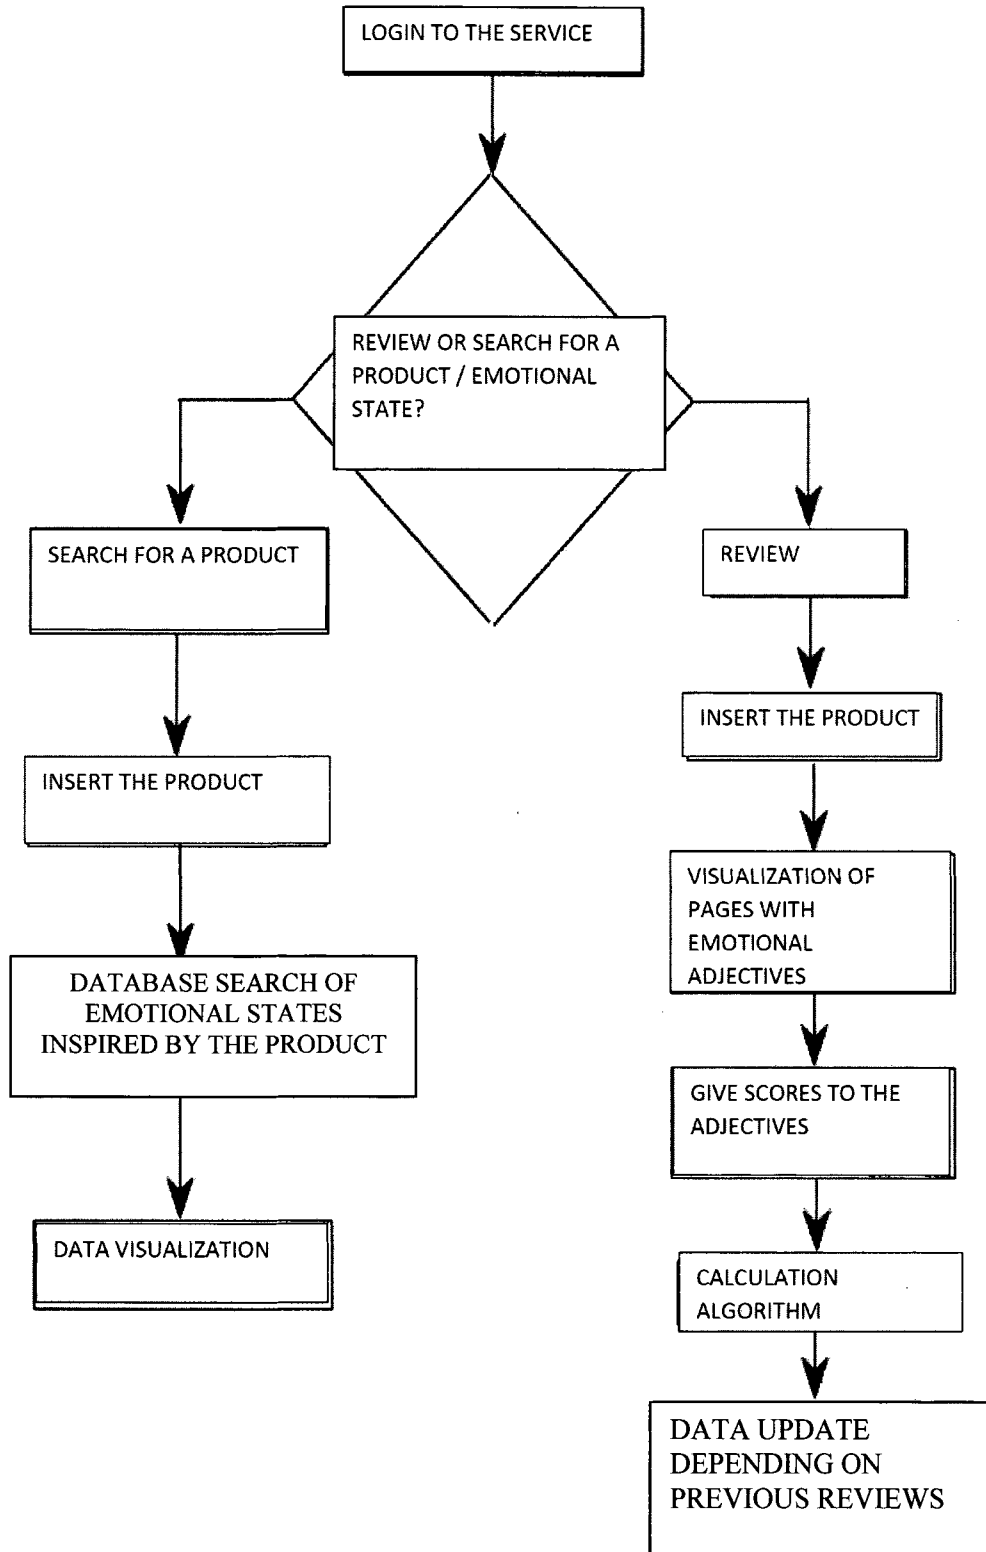 LOGIN TO THE SERVICE
REVIEW OR SEARCH FOR A
PRODUCT / EMOTIONAL
STATE?
SEARCH FOR A PRODUCT
INSERT THE PRODUCT
DATABASE SEARCH OF
EMOTIONAL STATES
INSPIRED BY THE PRODUCT
DATA VISUALIZATION
REVIEW
INSERT THE PRODUCT
VISUALIZATION OF
PAGES WITH
EMOTIONAL
ADJECTIVES
GIVE SCORES TO THE
ADJECTIVES
CALCULATION
ALGORITHM
DATA UPDATE
DEPENDING ON
PREVIOUS REVIEWS